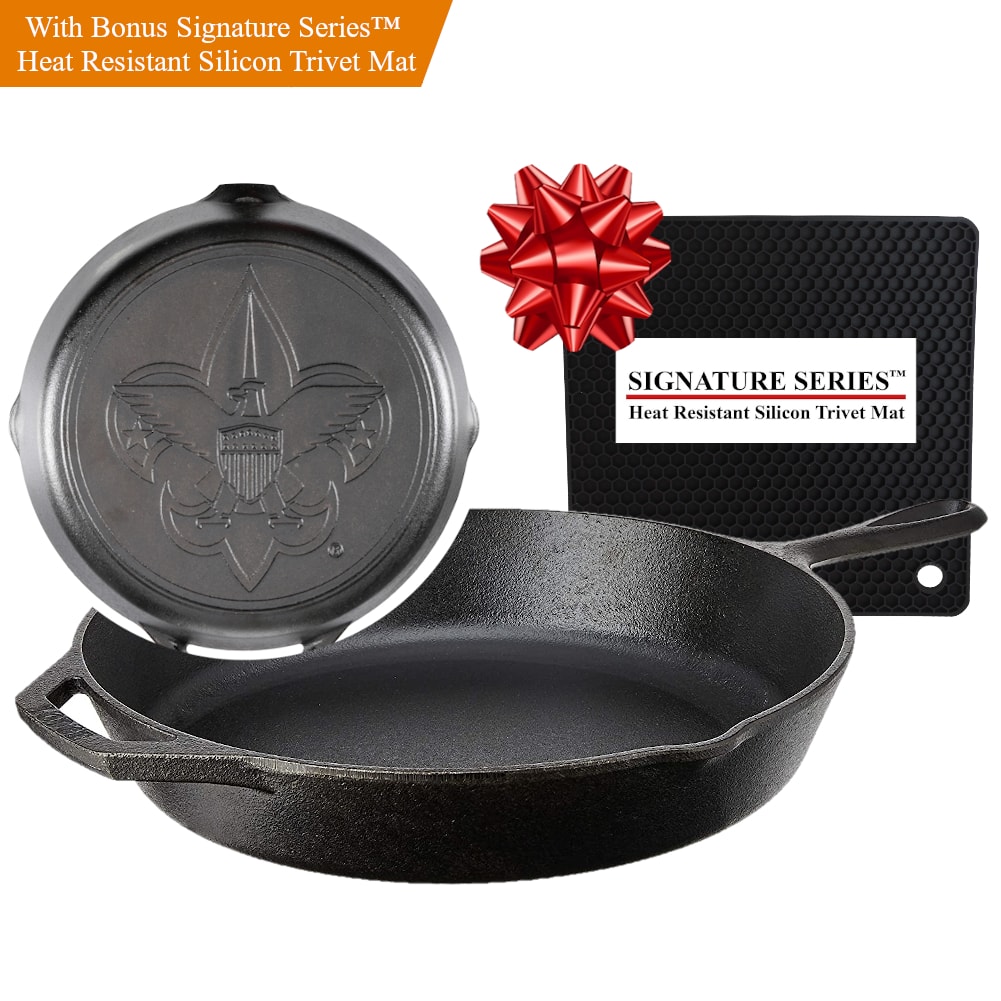 With Bonus Signature Series™
Heat Resistant Silicon Trivet Mat
SIGNATURE SERIES™
Heat Resistant Silicon Trivet Mat
®